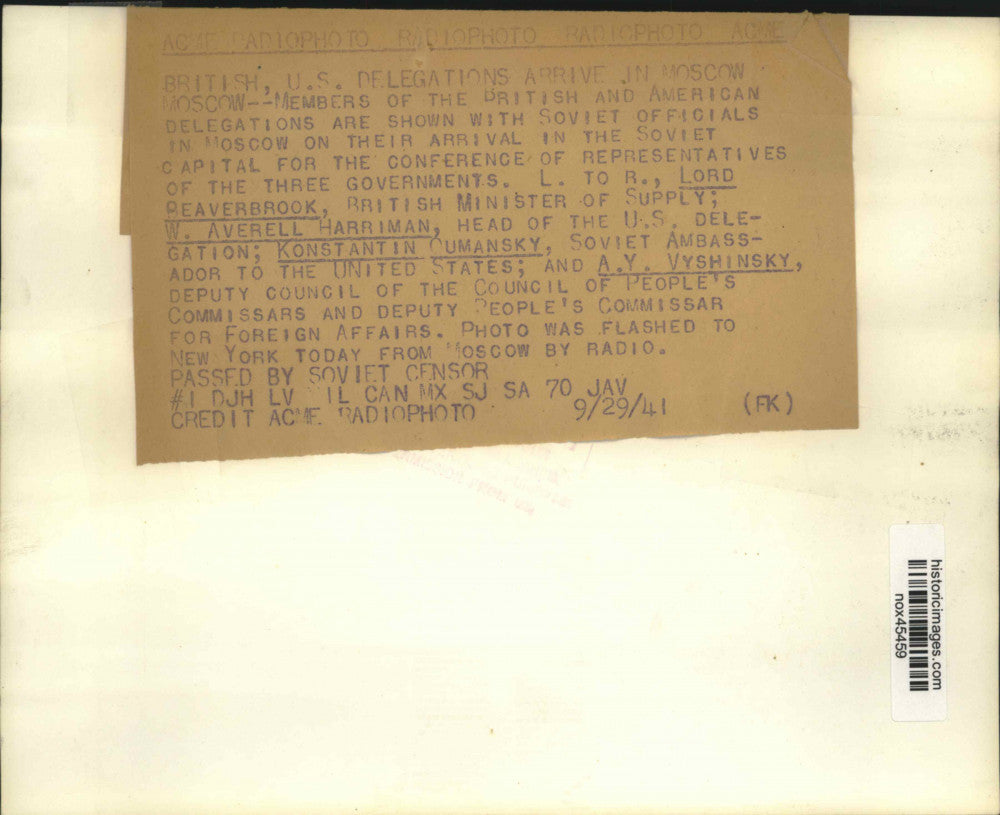 ACME RADIOPHOTO RADIOPHOTO RADIOPHOTO ACME
BRITISH, U.S. DELEGATIONS ARRIVE IN MOSCOW
MOSCOW--MEMBERS OF THE BRITISH AND AMERICAN
DELEGATIONS ARE SHOWN WITH SOVIET OFFICIALS
IN MOSCOW ON THEIR ARRIVAL IN THE SOVIET
CAPITAL FOR THE CONFERENCE OF REPRESENTATIVES
OF THE THREE GOVERNMENTS. L. TO R., LORD
BEAVERBROOK, BRITISH MINISTER OF SUPPLY;
W. AVERELL HARRIMAN, HEAD OF THE U.S. DELE-
GATION; KONSTANTIN OUMANSKY, SOVIET AMBASS-
ADOR TO THE UNITED STATES; AND A.Y. VYSHINSKY,
DEPUTY COUNCIL OF THE COUNCIL OF PEOPLE'S
COMMISSARS AND DEPUTY PEOPLE'S COMMISSAR
FOR FOREIGN AFFAIRS. PHOTO WAS FLASHED TO
NEW YORK TODAY FROM MOSCOW BY RADIO.
PASSED BY SOVIET CENSOR
#1 DJH LV IL CAN MX SJ SA 70 JAV
CREDIT ACME RADIOPHOTO 9/29/41 (FK)
historicimages.com
nox45459